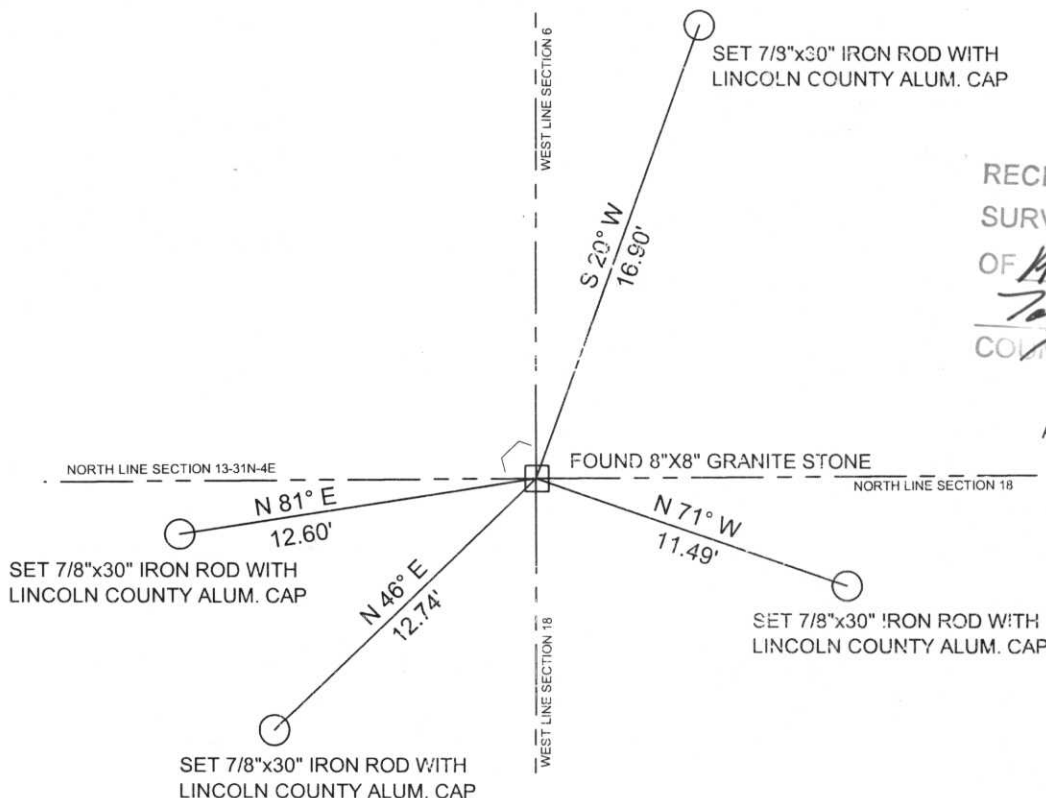 WEST LINE SECTION 6
SET 7/8"x30" IRON ROD WITH
LINCOLN COUNTY ALUM. CAP
S 20° W
16.90'
OF
NORTH LINE SECTION 13-31N-4E
FOUND 8"X8" GRANITE STONE
NORTH LINE SECTION 18
N 81° E
12.60'
N 71° W
11.49'
SET 7/8"x30" IRON ROD WITH
LINCOLN COUNTY ALUM. CAP
N 46° E
12.74'
SET 7/8"x30" IRON ROD WITH
LINCOLN COUNTY ALUM. CAP
WEST LINE SECTION 18
SET 7/8"x30" IRON ROD WITH
LINCOLN COUNTY ALUM. CAP